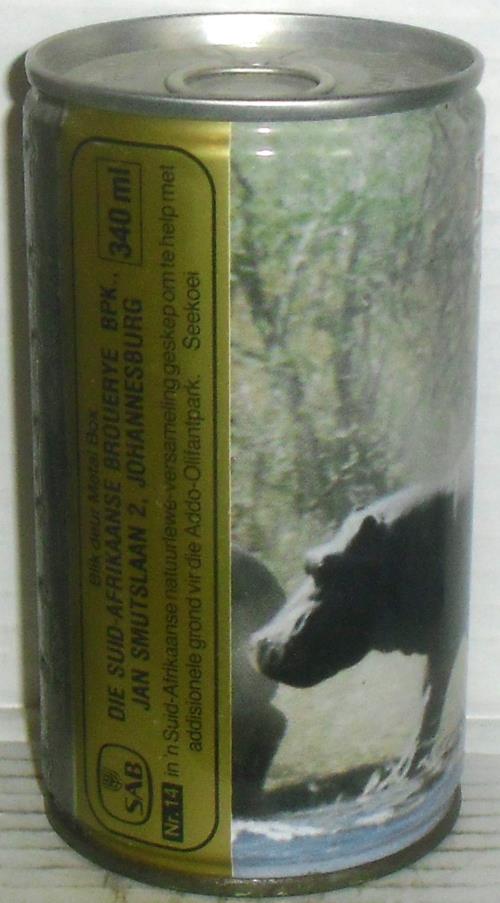 Blik deur Metal Box
DIE SUID-AFRIKAANSE BROUERYE BPK.,
340 ml
JAN SMUTSLAAN 2, JOHANNESBURG
SAB
Nr. 14 in 'n Suid-Afrikaanse natuurlewe-versameling geskep om te help met
addisionele grond vir die Addo-Olifantpark. Seekoei